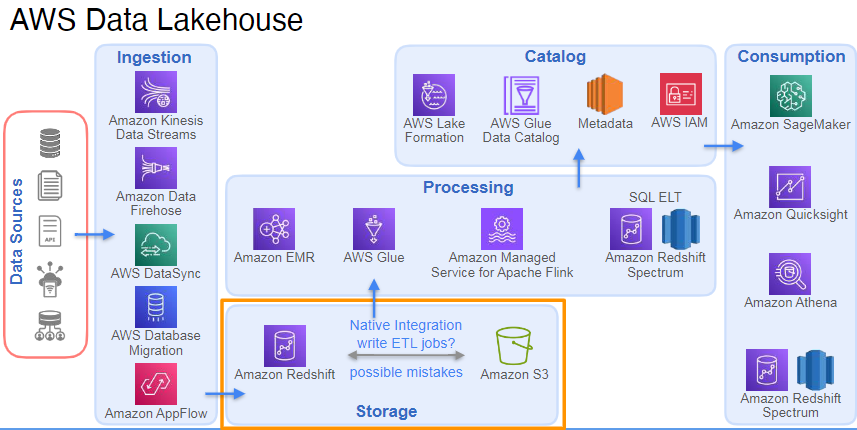 AWS Data Lakehouse
Data Sources
API
Ingestion
Amazon Kinesis
Data Streams
Amazon Data
Firehose
AWS DataSync
AWS Database
Migration
Amazon AppFlow
Catalog
AWS Lake
Formation
AWS Glue
Data Catalog
Metadata
AWS IAM
Processing
Amazon EMR
AWS Glue
Amazon Managed
Service for Apache Flink
SQL ELT
Amazon Redshift
Spectrum
Amazon Redshift
Native Integration
write ETL jobs?
possible mistakes
Amazon S3
Storage
Consumption
Amazon SageMaker
Amazon Quicksight
Amazon Athena
Amazon Redshift
Spectrum